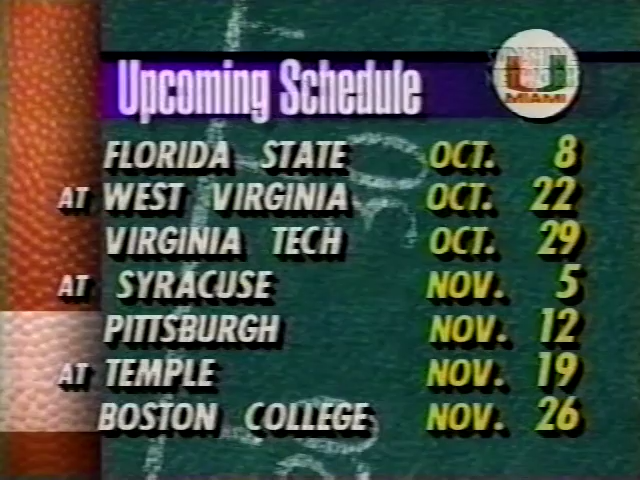 Upcoming Schedule
MIAMI
FLORIDA STATE OCT. 8
AT WEST VIRGINIA OCT. 22
VIRGINIA TECH OCT. 29
AT SYRACUSE NOV. 5
PITTSBURGH NOV. 12
AT TEMPLE NOV. 19
BOSTON COLLEGE NOV. 26